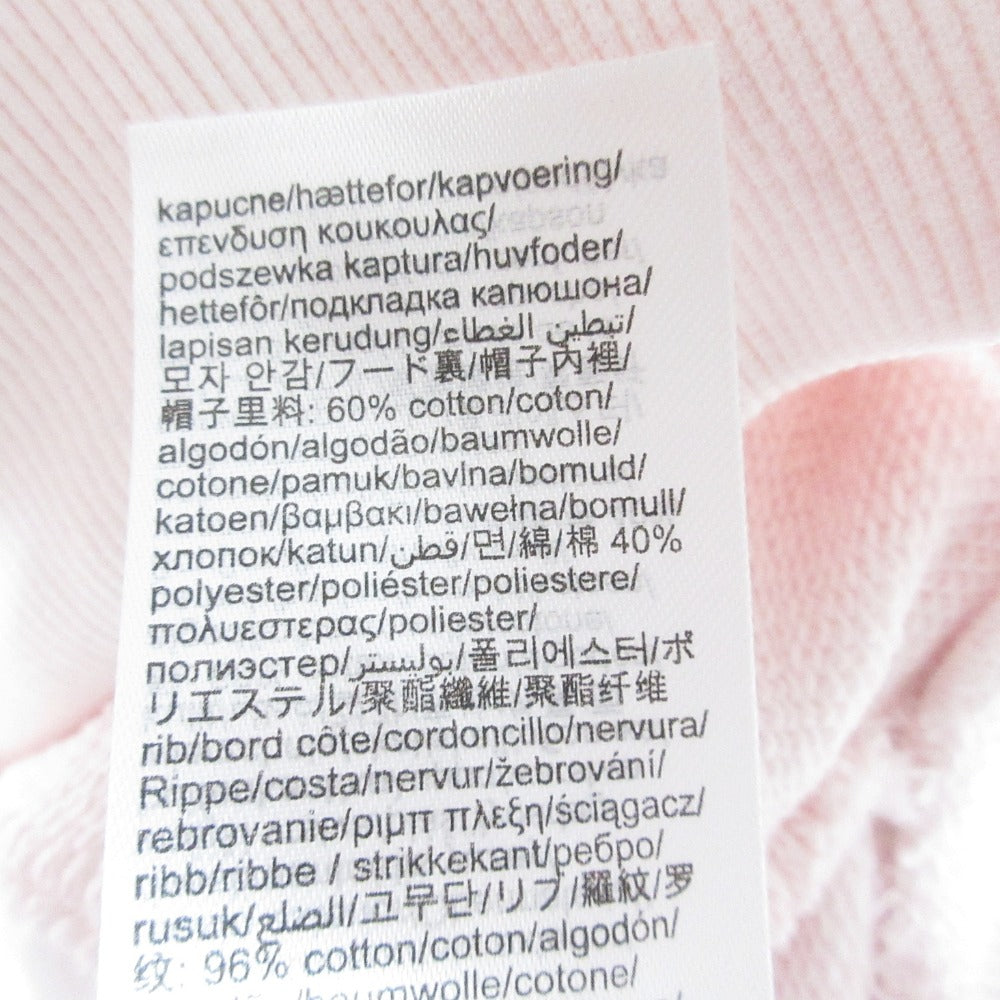 kapucne/hættefor/kapvoering/
επενδυση κουκουλας/
podszewka kaptura/huvfoder/
hettefôr/подкладка капюшона/
lapisan kerudung/تبطين الغطاء/
모자 안감/フード裏/帽子內裡/
帽子里料: 60% cotton/coton/
algodón/algodão/baumwolle/
cotone/pamuk/bavlna/bomuld/
katoen/βαμβακι/bawełna/bomull/
хлопок/katun/قطن/면/綿/棉 40%
polyester/poliéster/poliestere/
πολυεστερας/poliester/
полиэстер/بوليستر/폴리에스터/ポ
リエステル/聚酯纖維/聚酯纤维
rib/bord côte/cordoncillo/nervura/
Rippe/costa/nervur/žebrování/
rebrovanie/ριμπ πλεξη/ściągacz/
ribb/ribbe / strikkekant/ребро/
rusuk/الضلع/고무단/リブ/羅紋/罗
纹: 96% cotton/coton/algodón/
/baumwolle/cotone/